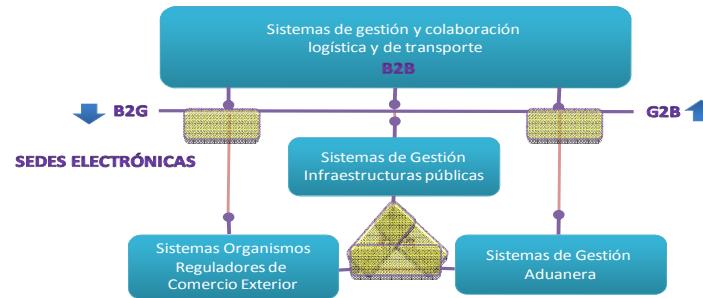 Sistemas de gestión y colaboración
logística y de transporte
B2B
B2G
G2B
SEDES ELECTRÓNICAS
Sistemas de Gestión
Infraestructuras públicas
Sistemas Organismos
Reguladores de
Comercio Exterior
Sistemas de Gestión
Aduanera